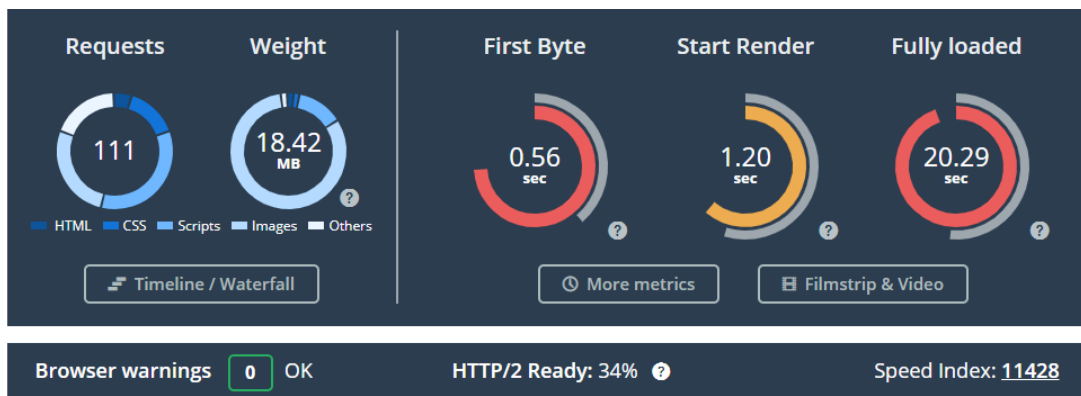 Requests
Weight
First Byte
Start Render
Fully loaded
111
18.42
MB
0.56
sec
1.20
sec
20.29
sec
?
?
?
?
HTML CSS Scripts Images Others
Timeline / Waterfall
More metrics
Filmstrip & Video
Browser warnings 0 OK
HTTP/2 Ready: 34% ?
Speed Index: 11428